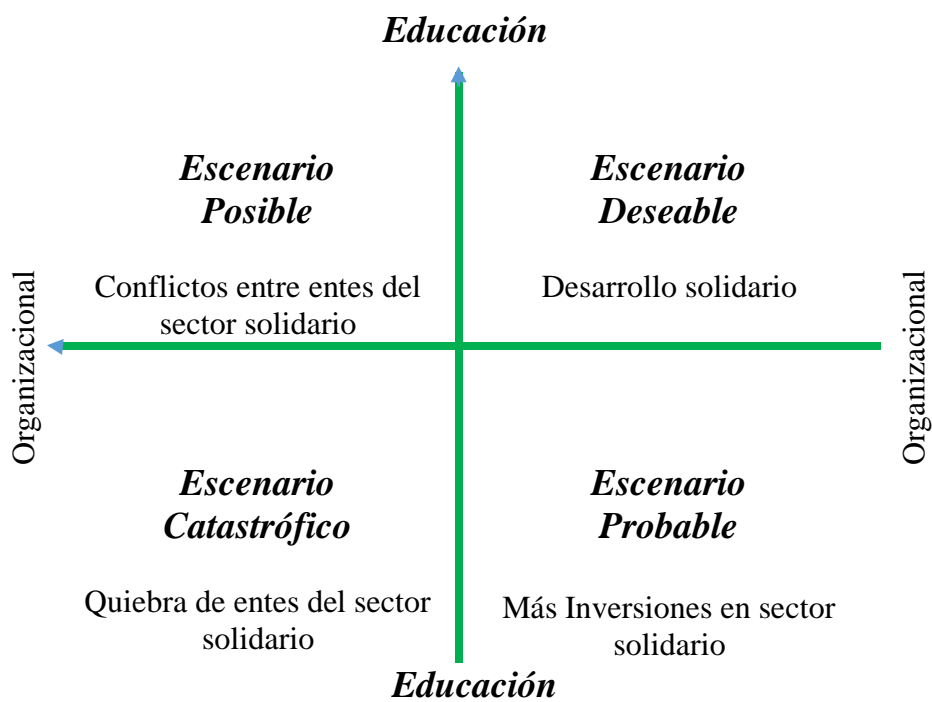 Educación
Escenario
Posible
Escenario
Deseable
Conflictos entre entes del
sector solidario
Desarrollo solidario
Organizacional
Organizacional
Escenario
Catastrófico
Escenario
Probable
Quiebra de entes del sector
solidario
Más Inversiones en sector
solidario
Educación